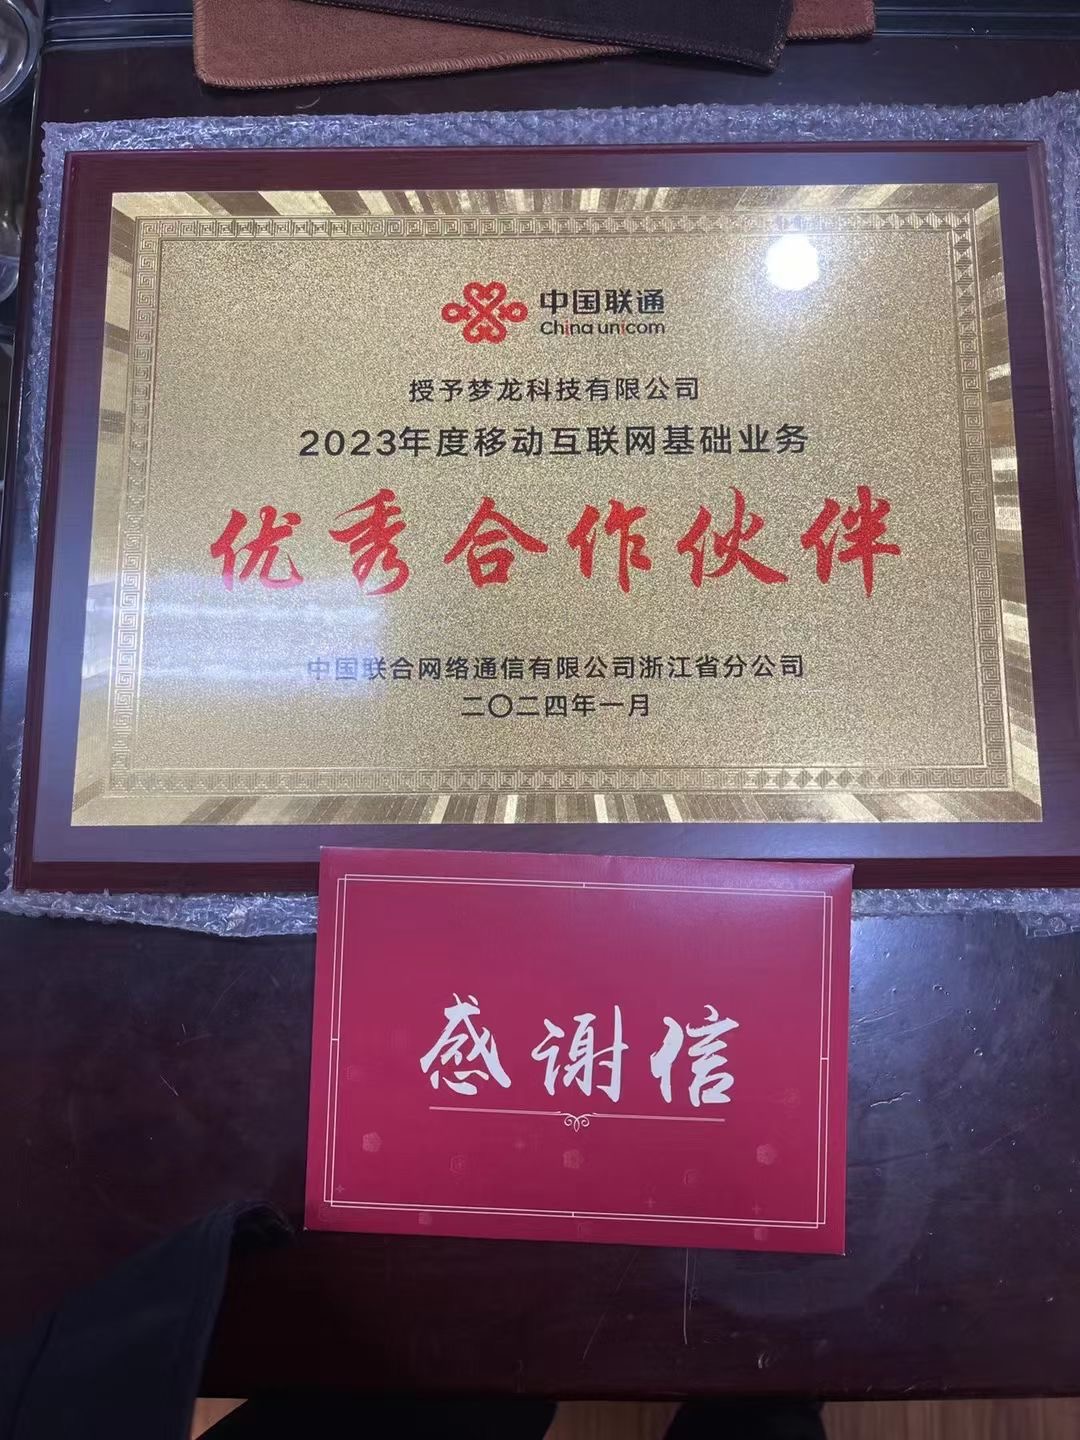 中国联通
China unicom
授予梦龙科技有限公司
2023年度移动互联网基础业务
优秀合作伙伴
中国联合网络通信有限公司浙江省分公司
二〇二四年一月
感谢信